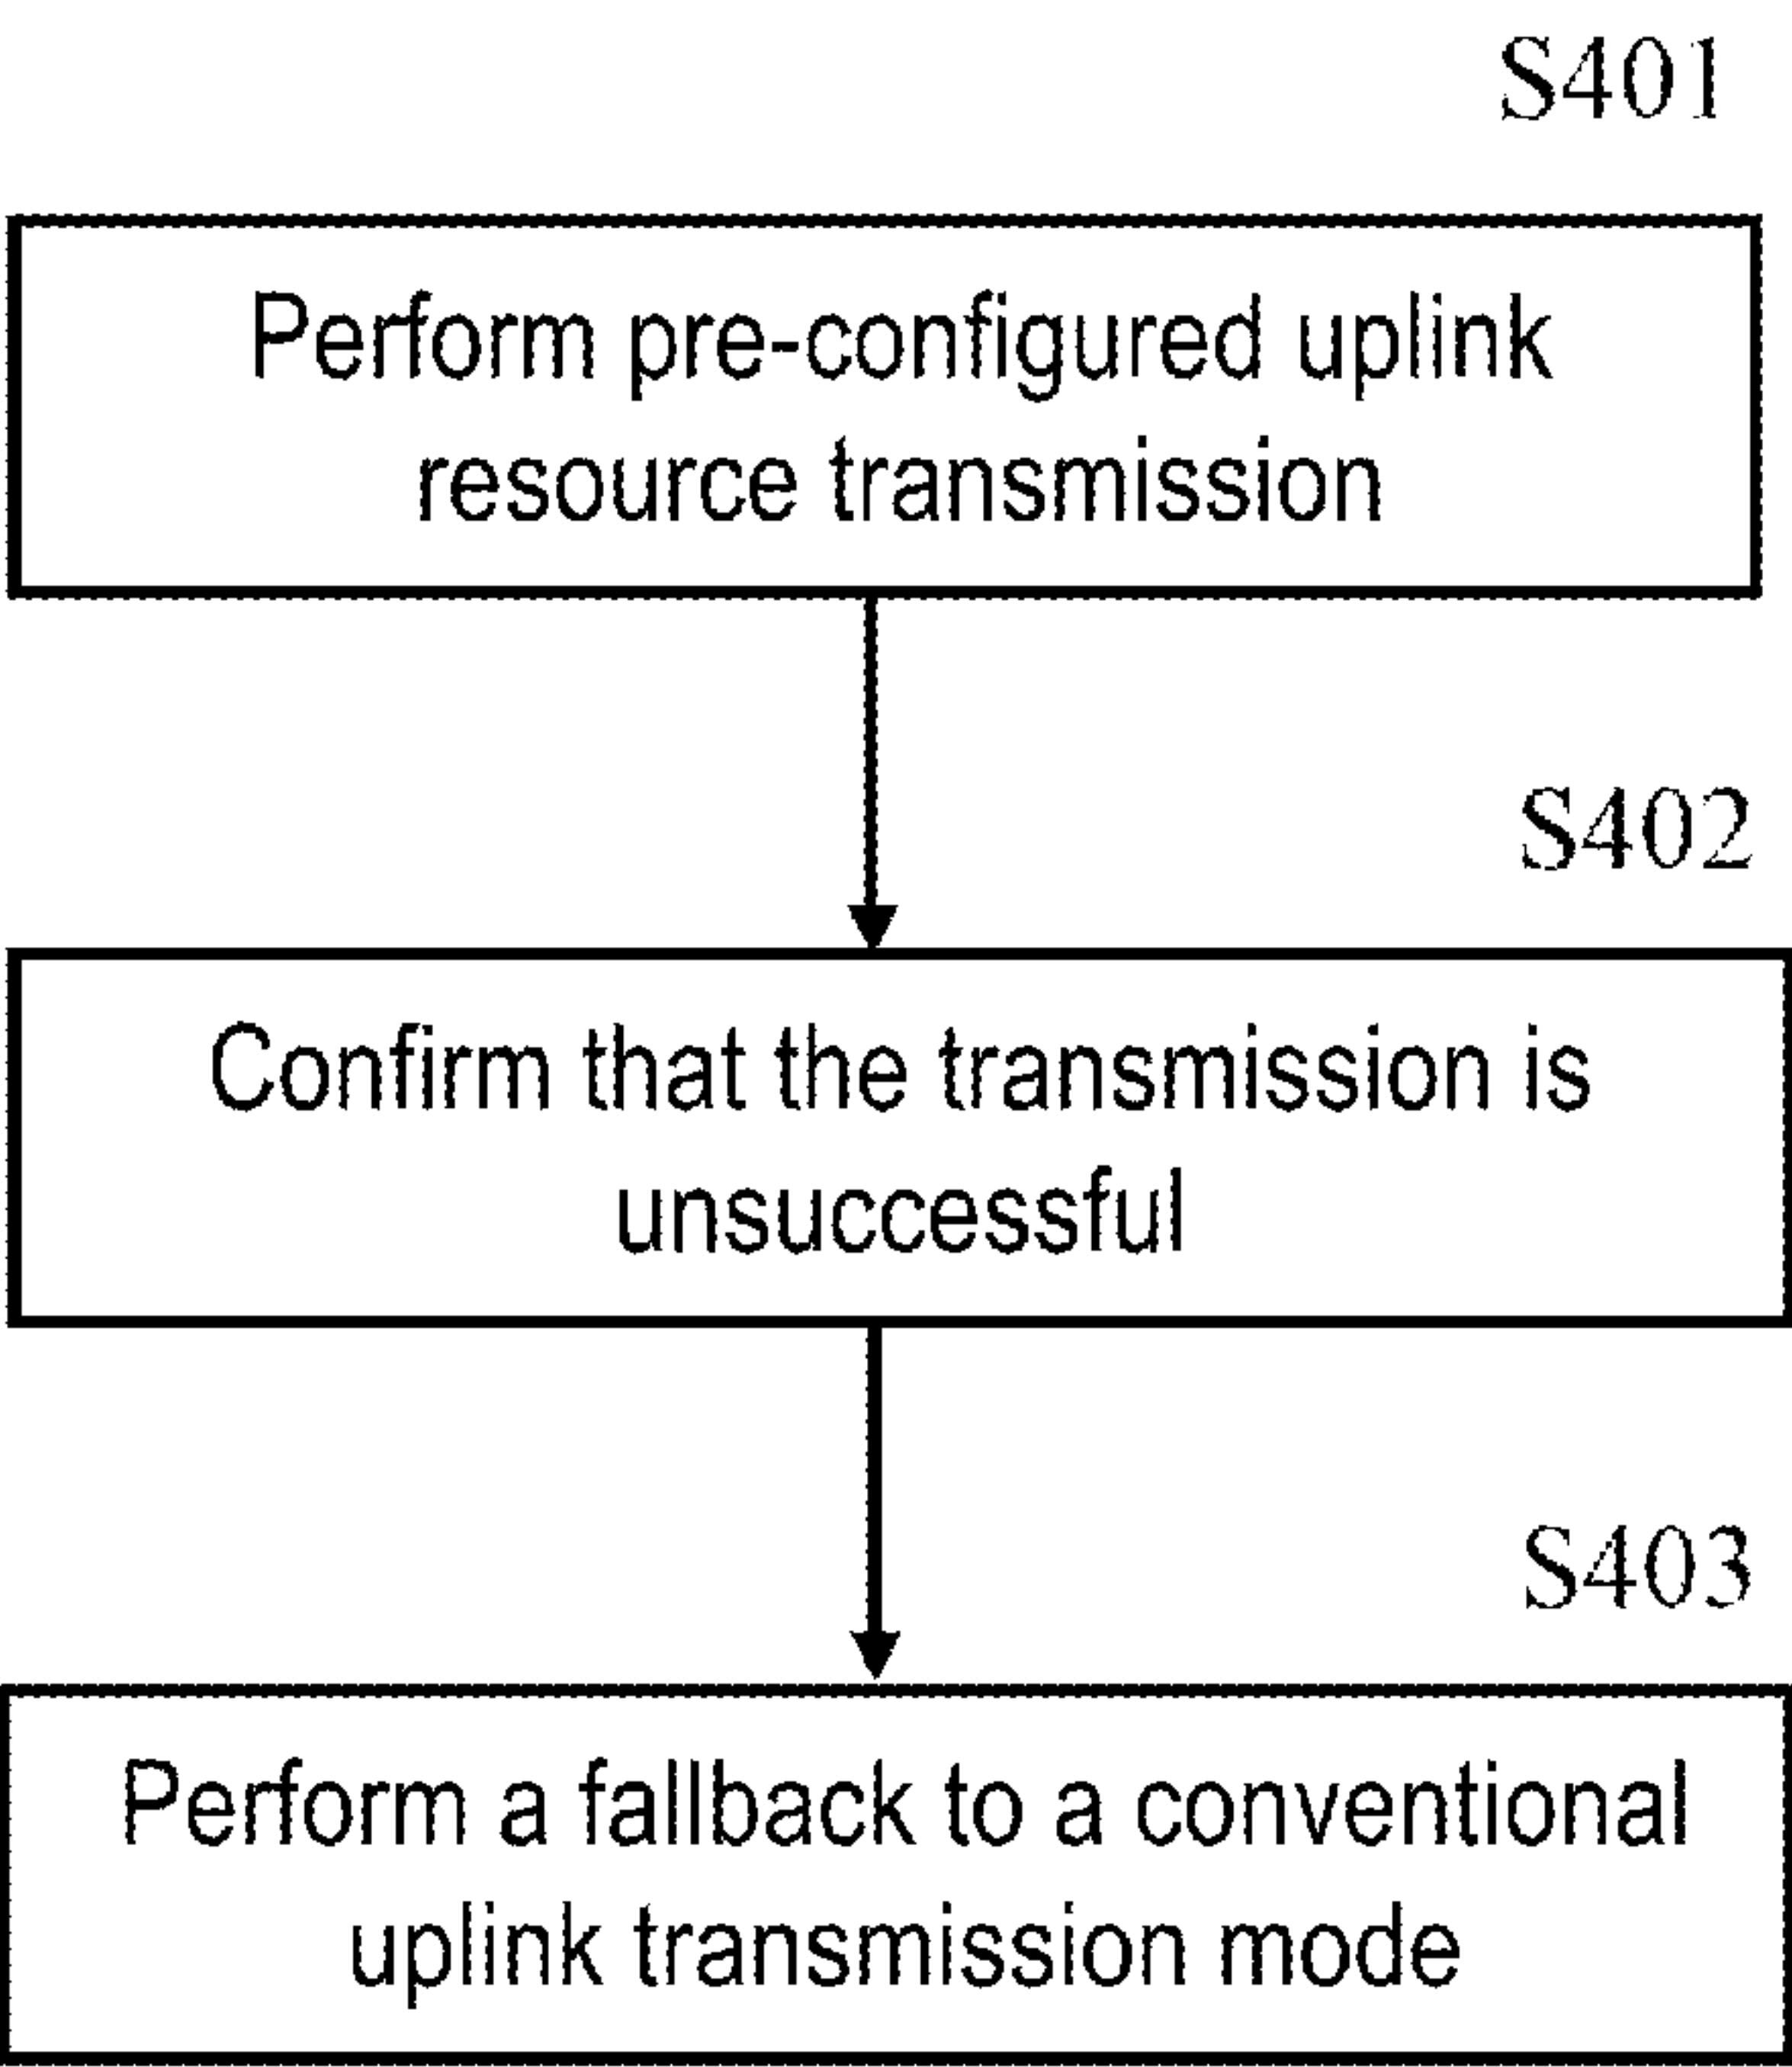 S401
Perform pre-configured uplink
resource transmission
S402
Confirm that the transmission is
unsuccessful
S403
Perform a fallback to a conventional
uplink transmission mode